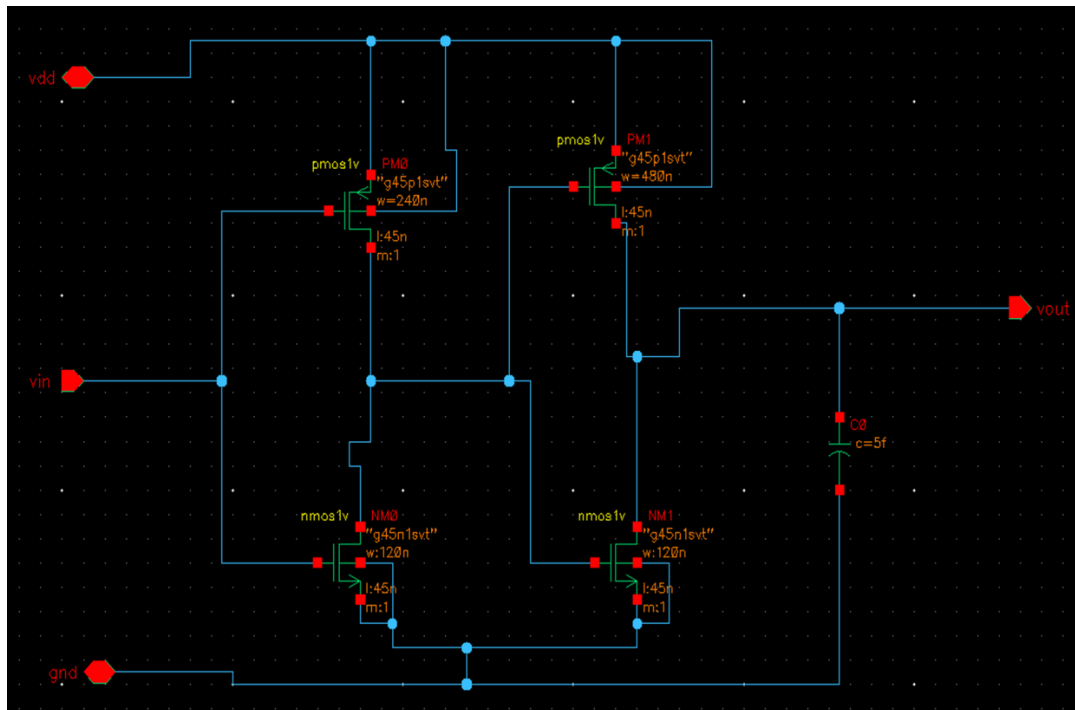 vdd
pmos1v
PM0
"g45p1svt"
w=240n
l:45n
m:1
pmos1v
PM1
"g45p1svt"
w=480n
l:45n
m:1
vout
vin
C0
c=5f
nmos1v
NM0
"g45n1svt"
w:120n
l:45n
m:1
nmos1v
NM1
"g45n1svt"
w:120n
l:45n
m:1
gnd